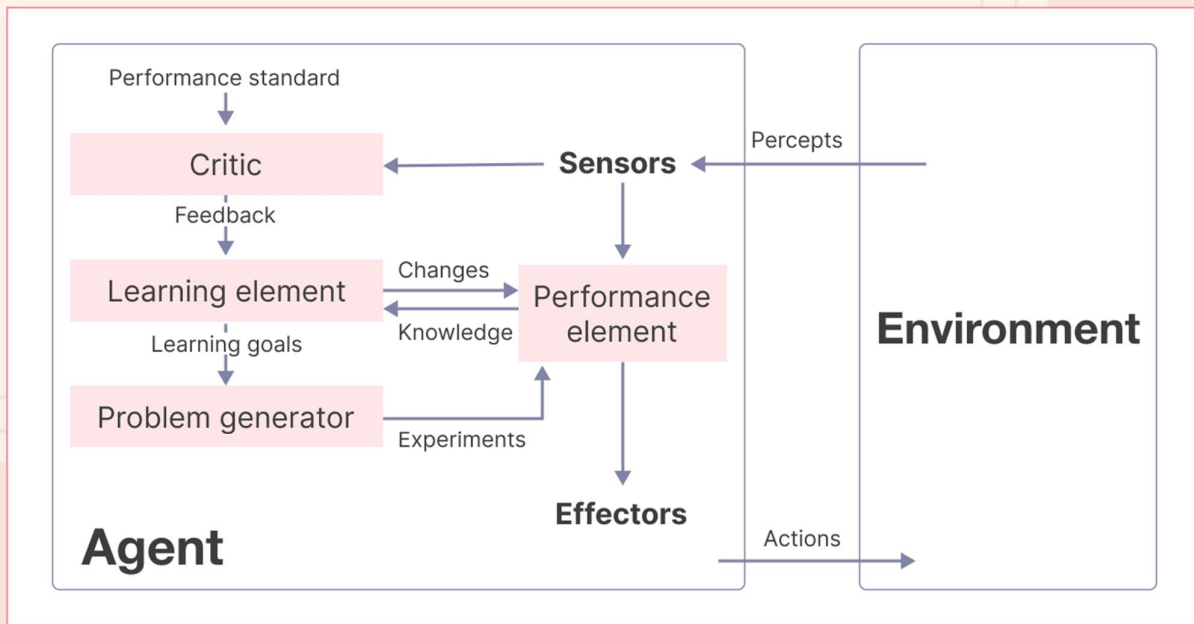 Performance standard
Critic
Sensors
Percepts
Feedback
Learning element
Changes
Knowledge
Performance
element
Environment
Learning goals
Problem generator
Experiments
Effectors
Agent
Actions